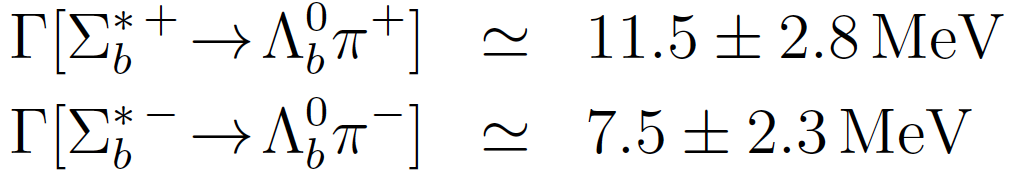 Γ[Σ_b^{*+} → Λ_b^0 π^+] ≃ 11.5 ± 2.8 MeV
Γ[Σ_b^{*-} → Λ_b^0 π^-] ≃ 7.5 ± 2.3 MeV